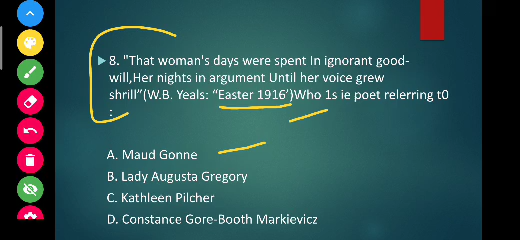 8. "That woman's days were spent In ignorant good-
will,Her nights in argument Until her voice grew
shrill”(W.B. Yeals: “Easter 1916’)Who 1s ie poet relerring t0
:
A. Maud Gonne
B. Lady Augusta Gregory
C. Kathleen Pilcher
D. Constance Gore-Booth Markievicz